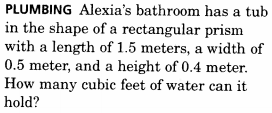 PLUMBING Alexia's bathroom has a tub
in the shape of a rectangular prism
with a length of 1.5 meters, a width of
0.5 meter, and a height of 0.4 meter.
How many cubic feet of water can it
hold?